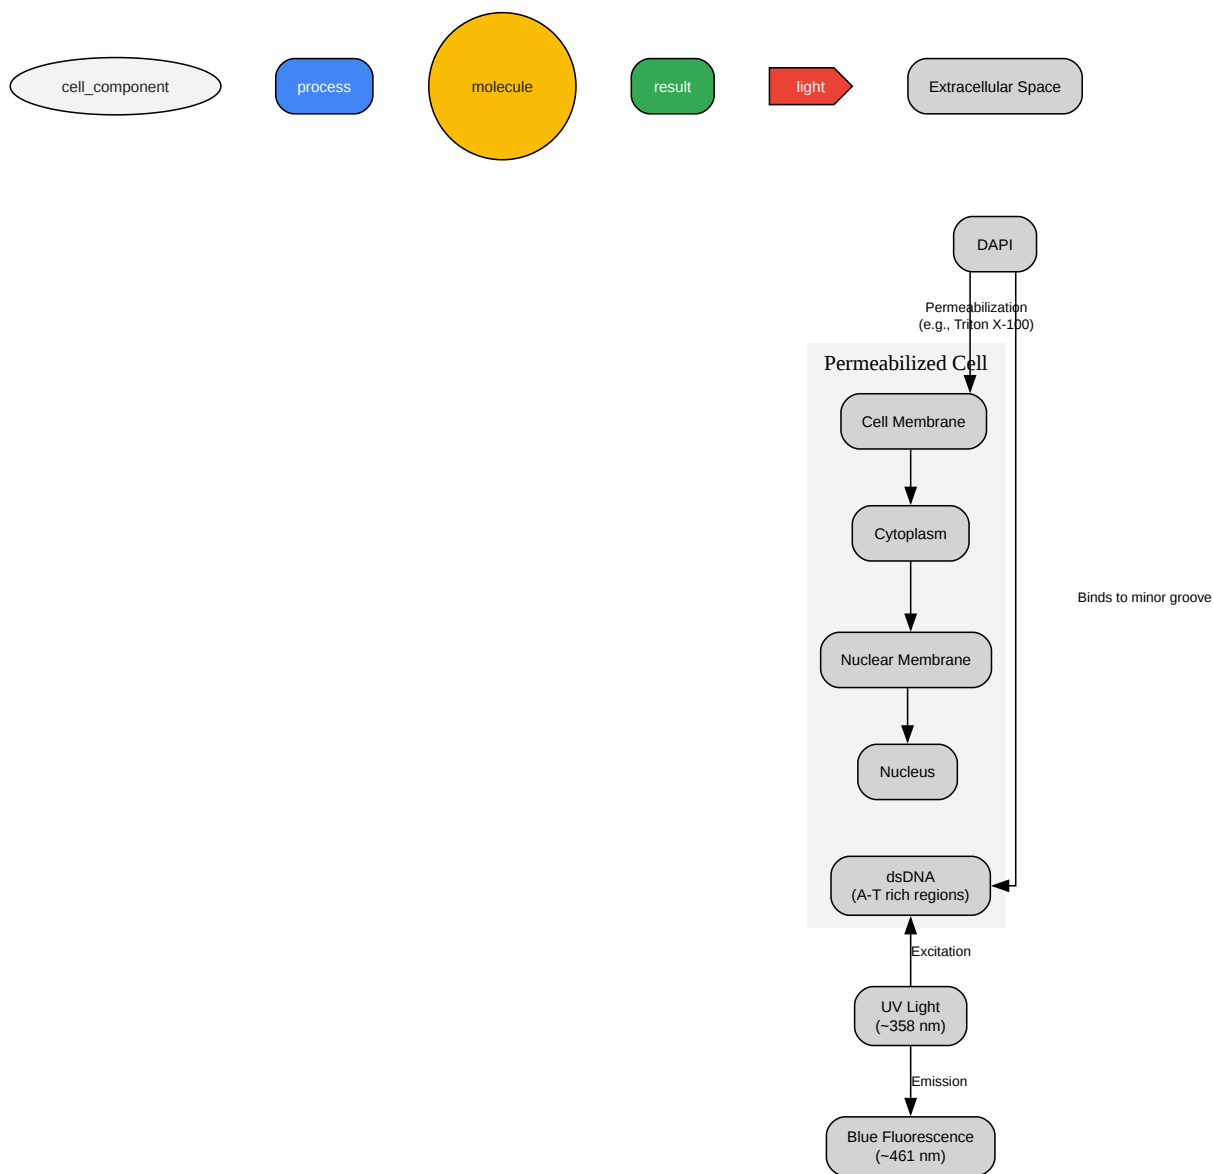 cell_component
process
molecule
result
light
Extracellular Space
DAPI
Permeabilization
(e.g., Triton X-100)
Permeabilized Cell
Cell Membrane
Cytoplasm
Binds to minor groove
Nuclear Membrane
Nucleus
dsDNA
(A-T rich regions)
Excitation
UV Light
(~358 nm)
Emission
Blue Fluorescence
(~461 nm)